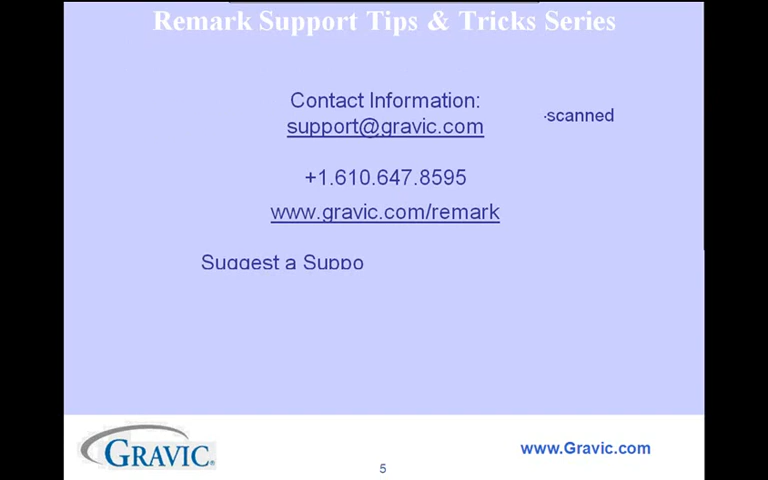 Remark Support Tips & Tricks Series
Contact Information:
support@gravic.com
scanned
+1.610.647.8595
www.gravic.com/remark
Suggest a Suppo
GRAVIC®
www.Gravic.com
5